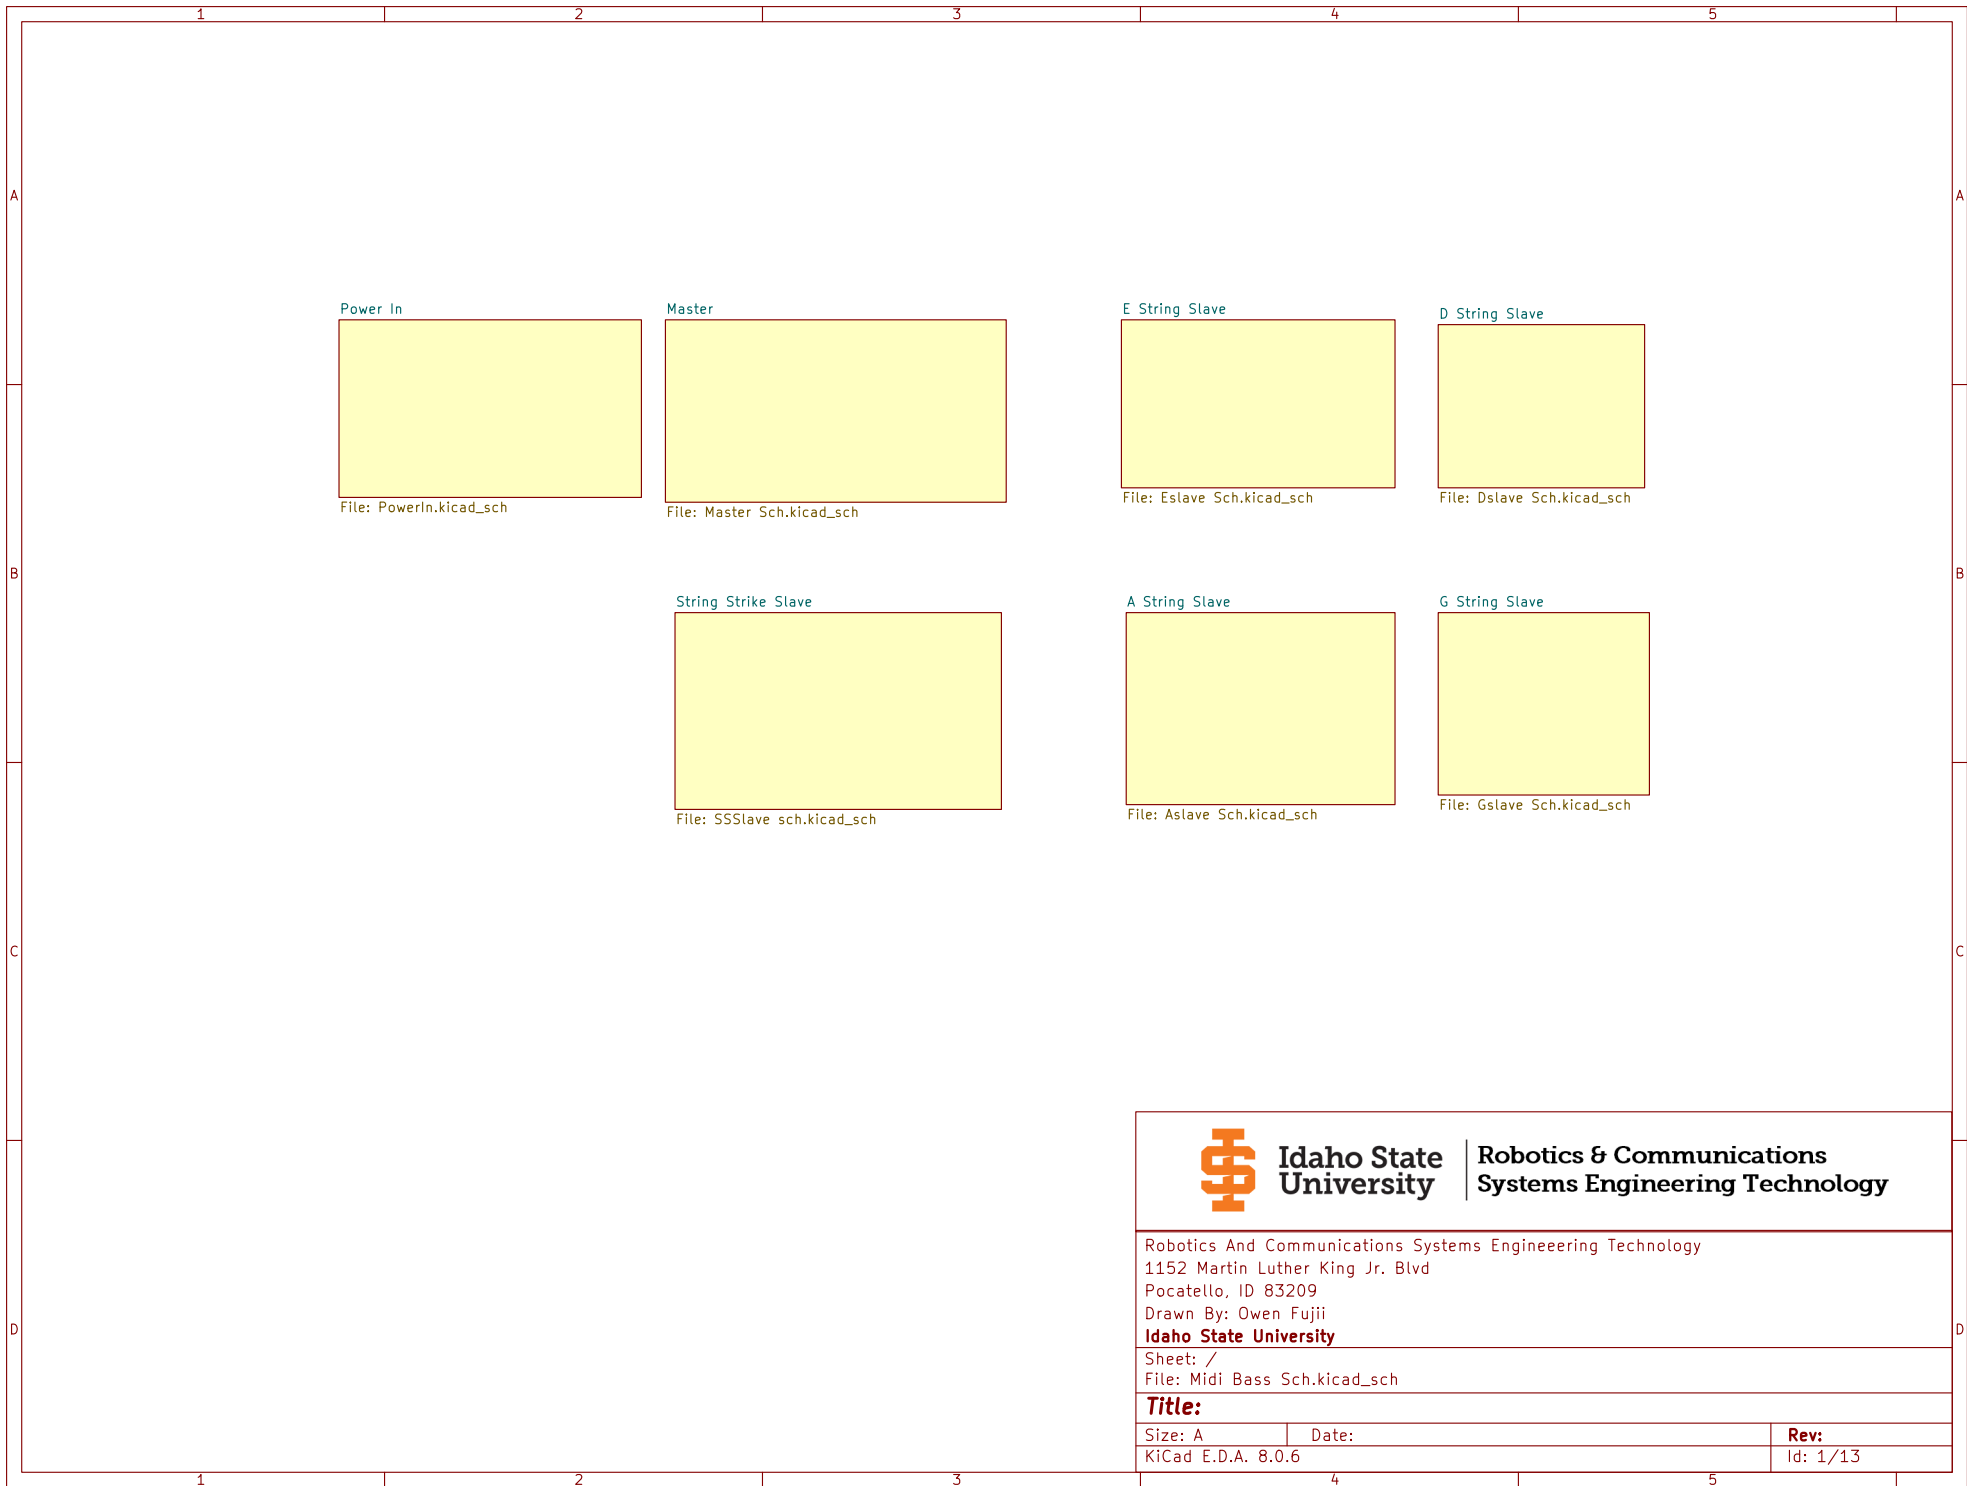 1 2 3 4 5
A A
Power In
Master
E String Slave
D String Slave
File: PowerIn.kicad_sch
File: Master Sch.kicad_sch
File: Eslave Sch.kicad_sch
File: Dslave Sch.kicad_sch
B B
String Strike Slave
A String Slave
G String Slave
File: SSSlave sch.kicad_sch
File: Aslave Sch.kicad_sch
File: Gslave Sch.kicad_sch
C C
Idaho State
University
Robotics & Communications
Systems Engineering Technology
Robotics And Communications Systems Engineeering Technology
1152 Martin Luther King Jr. Blvd
Pocatello, ID 83209
Drawn By: Owen Fujii
D D
Idaho State University
Sheet: /
File: Midi Bass Sch.kicad_sch
Title:
Size: A Date: Rev:
KiCad E.D.A. 8.0.6 Id: 1/13
1 2 3 4 5